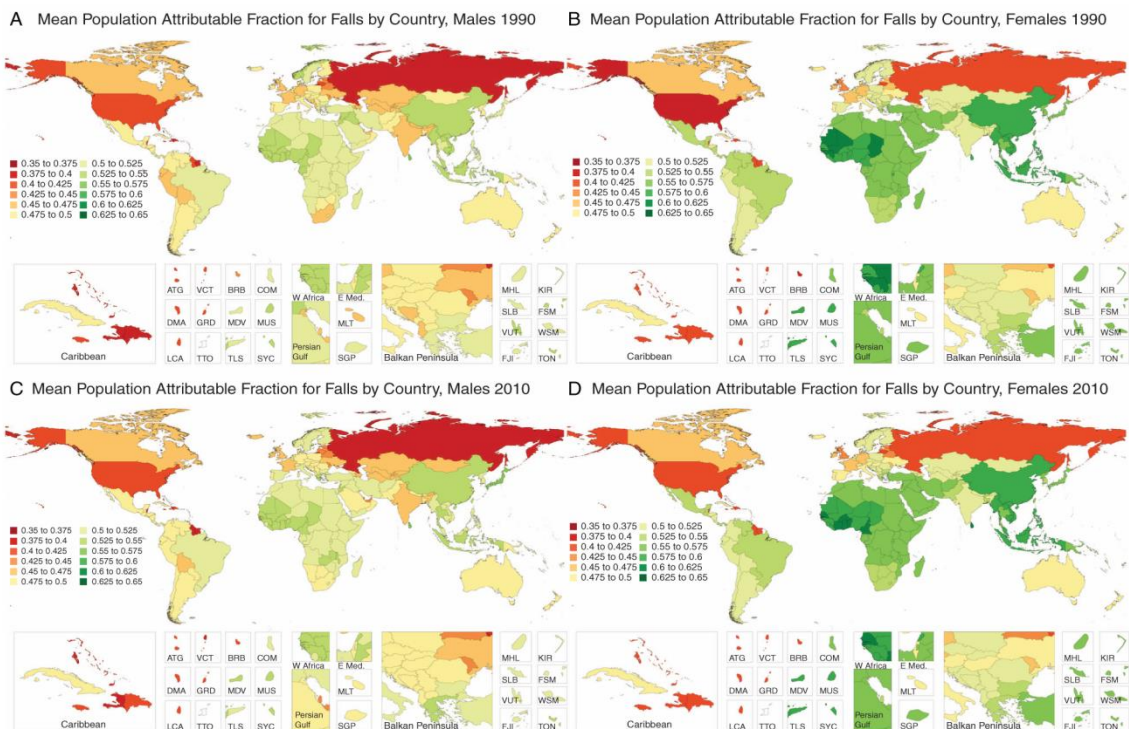 A Mean Population Attributable Fraction for Falls by Country, Males 1990
0.35 to 0.375 0.5 to 0.525
0.375 to 0.4 0.525 to 0.55
0.4 to 0.425 0.55 to 0.575
0.425 to 0.45 0.575 to 0.6
0.45 to 0.475 0.6 to 0.625
0.475 to 0.5 0.625 to 0.65
ATG VCT BRB COM W Africa E Med. MHL KIR
DMA GRD MDV MUS MLT SLB FSM
VUT WSM
Caribbean LCA TTO TLS SYC Persian Gulf SGP Balkan Peninsula FJI TON
B Mean Population Attributable Fraction for Falls by Country, Females 1990
0.35 to 0.375 0.5 to 0.525
0.375 to 0.4 0.525 to 0.55
0.4 to 0.425 0.55 to 0.575
0.425 to 0.45 0.575 to 0.6
0.45 to 0.475 0.6 to 0.625
0.475 to 0.5 0.625 to 0.65
ATG VCT BRB COM W Africa E Med. MHL KIR
DMA GRD MDV MUS MLT SLB FSM
VUT WSM
Caribbean LCA TTO TLS SYC Persian Gulf SGP Balkan Peninsula FJI TON
C Mean Population Attributable Fraction for Falls by Country, Males 2010
0.35 to 0.375 0.5 to 0.525
0.375 to 0.4 0.525 to 0.55
0.4 to 0.425 0.55 to 0.575
0.425 to 0.45 0.575 to 0.6
0.45 to 0.475 0.6 to 0.625
0.475 to 0.5 0.625 to 0.65
ATG VCT BRB COM W Africa E Med. MHL KIR
DMA GRD MDV MUS MLT SLB FSM
VUT WSM
Caribbean LCA TTO TLS SYC Persian Gulf SGP Balkan Peninsula FJI TON
D Mean Population Attributable Fraction for Falls by Country, Females 2010
0.35 to 0.375 0.5 to 0.525
0.375 to 0.4 0.525 to 0.55
0.4 to 0.425 0.55 to 0.575
0.425 to 0.45 0.575 to 0.6
0.45 to 0.475 0.6 to 0.625
0.475 to 0.5 0.625 to 0.65
ATG VCT BRB COM W Africa E Med. MHL KIR
DMA GRD MDV MUS MLT SLB FSM
VUT WSM
Caribbean LCA TTO TLS SYC Persian Gulf SGP Balkan Peninsula FJI TON